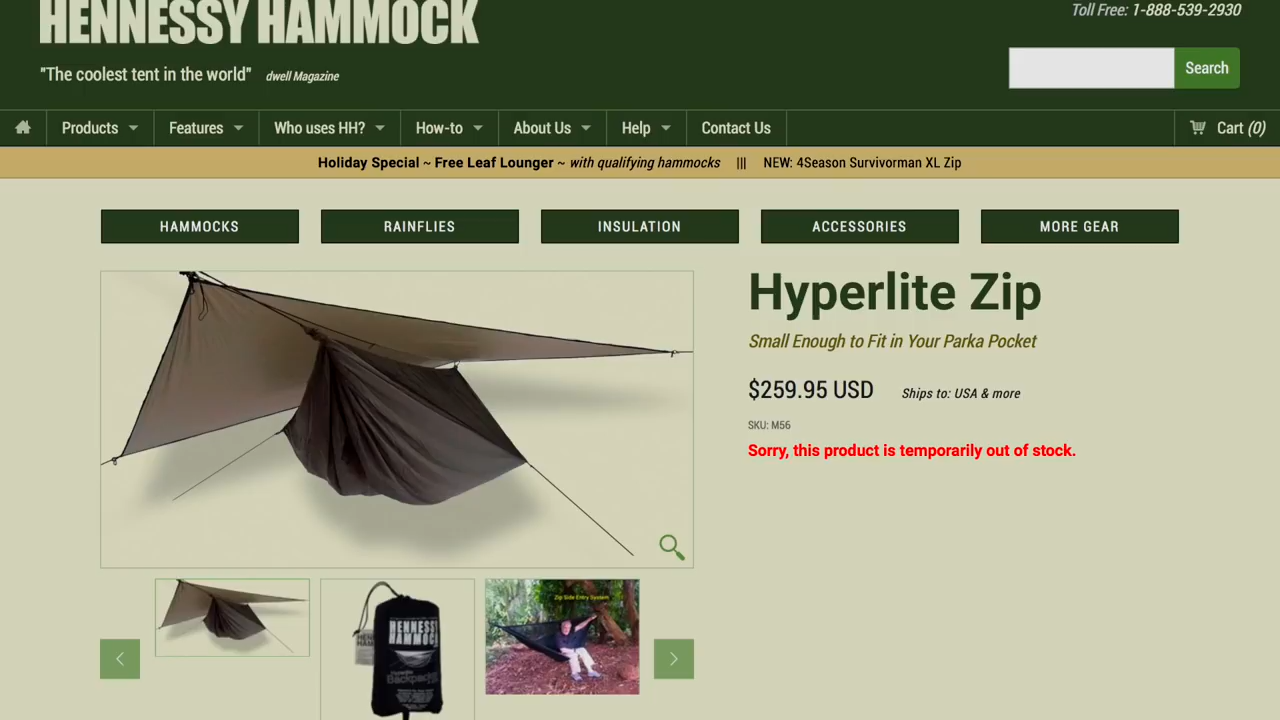 HENNESSY HAMMOCK
Toll Free: 1-888-539-2930
"The coolest tent in the world" dwell Magazine
Search
Products
Features
Who uses HH?
How-to
About Us
Help
Contact Us
Cart (0)
Holiday Special ~ Free Leaf Lounger ~ with qualifying hammocks ||| NEW: 4Season Survivorman XL Zip
HAMMOCKS
RAINFLIES
INSULATION
ACCESSORIES
MORE GEAR
Hyperlite Zip
Small Enough to Fit in Your Parka Pocket
$259.95 USD Ships to: USA & more
SKU: M56
Sorry, this product is temporarily out of stock.
HENNESSY
HAMMOCK
Zip Side Entry System